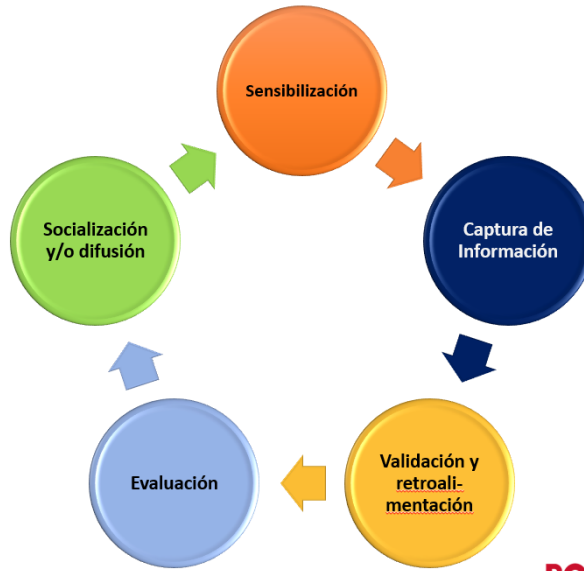 Sensibilización
Captura de
Información
Validación y
retroali-
mentación
Evaluación
Socialización
y/o difusión